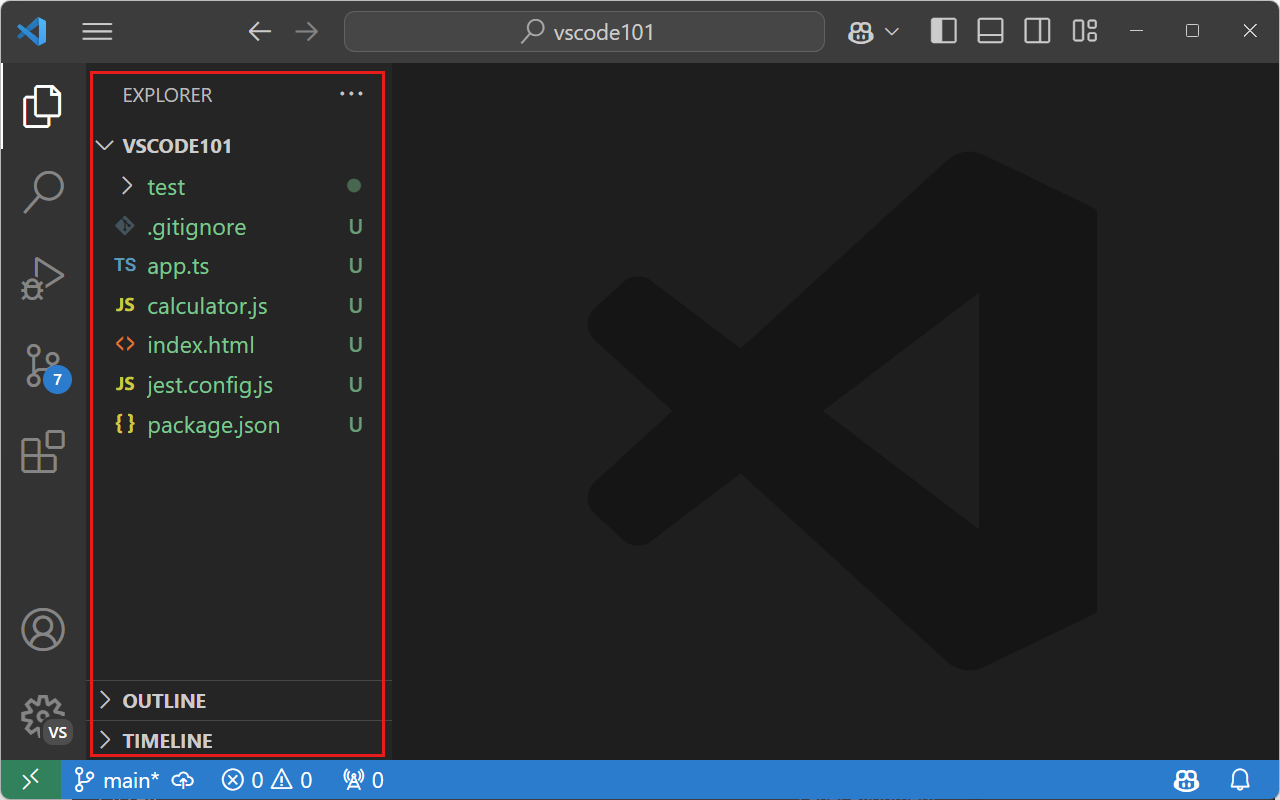 vscode101
EXPLORER ...
VSCODE101
test
.gitignore U
TS app.ts U
JS calculator.js U
<> index.html U
JS jest.config.js U
{} package.json U
7
VS
OUTLINE
TIMELINE
main* 0 0 0